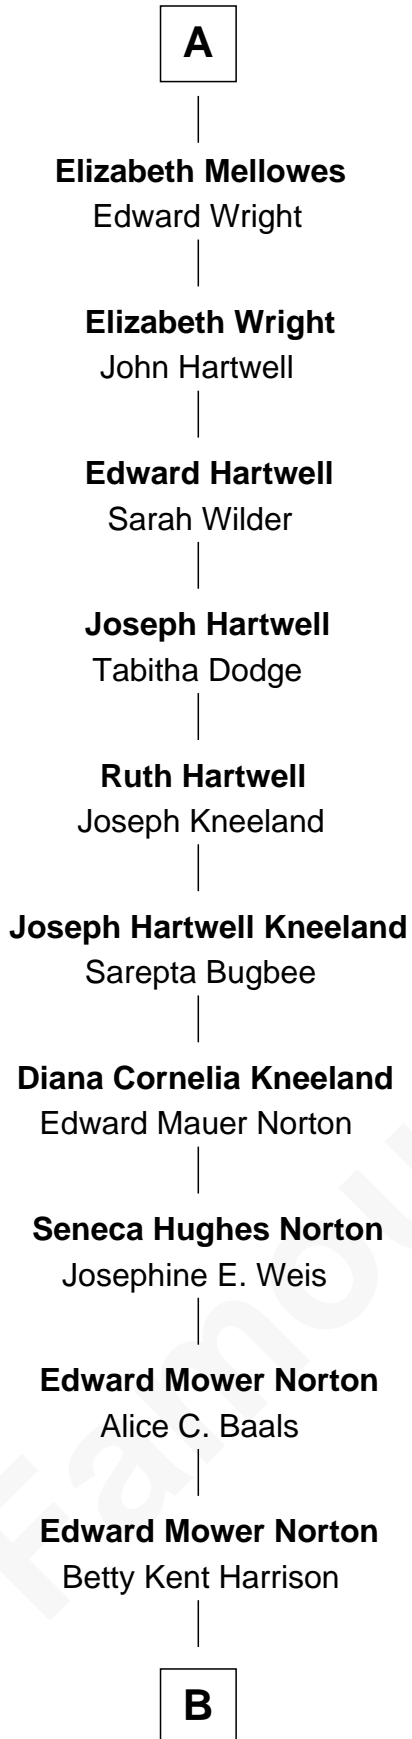 A
Elizabeth Mellowes
Edward Wright
Elizabeth Wright
John Hartwell
Edward Hartwell
Sarah Wilder
Joseph Hartwell
Tabitha Dodge
Ruth Hartwell
Joseph Kneeland
Joseph Hartwell Kneeland
Sarepta Bugbee
Diana Cornelia Kneeland
Edward Mauer Norton
Seneca Hughes Norton
Josephine E. Weis
Edward Mower Norton
Alice C. Baals
Edward Mower Norton
Betty Kent Harrison
B
Famou